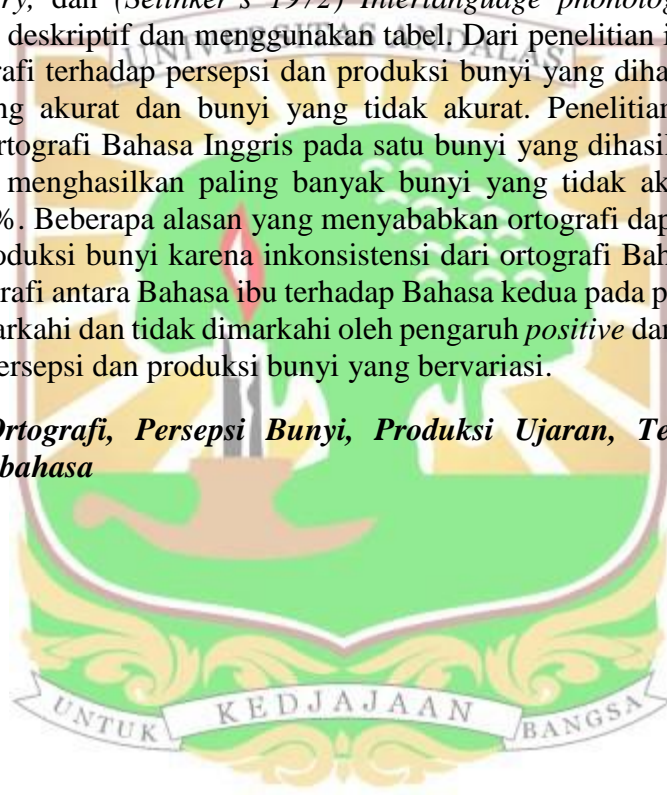 dan (Selinker's 1972) Interlanguage phonolog
deskriptif dan menggunakan tabel. Dari penelitian i
UNIVERSITAS ANDALAS
rafi terhadap persepsi dan produksi bunyi yang diha
ng akurat dan bunyi yang tidak akurat. Penelitian
rtografi Bahasa Inggris pada satu bunyi yang dihasil
menghasilkan paling banyak bunyi yang tidak ak
%. Beberapa alasan yang menyababkan ortografi dap
oduksi bunyi karena inkonsistensi dari ortografi Bah
rafi antara Bahasa ibu terhadap Bahasa kedua pada p
arkahi dan tidak dimarkahi oleh pengaruh positive dan
ersepsi dan produksi bunyi yang bervariasi.
Ortografi, Persepsi Bunyi, Produksi Ujaran, Te
bahasa
UNTUK KEDJAJAAN BANGSA